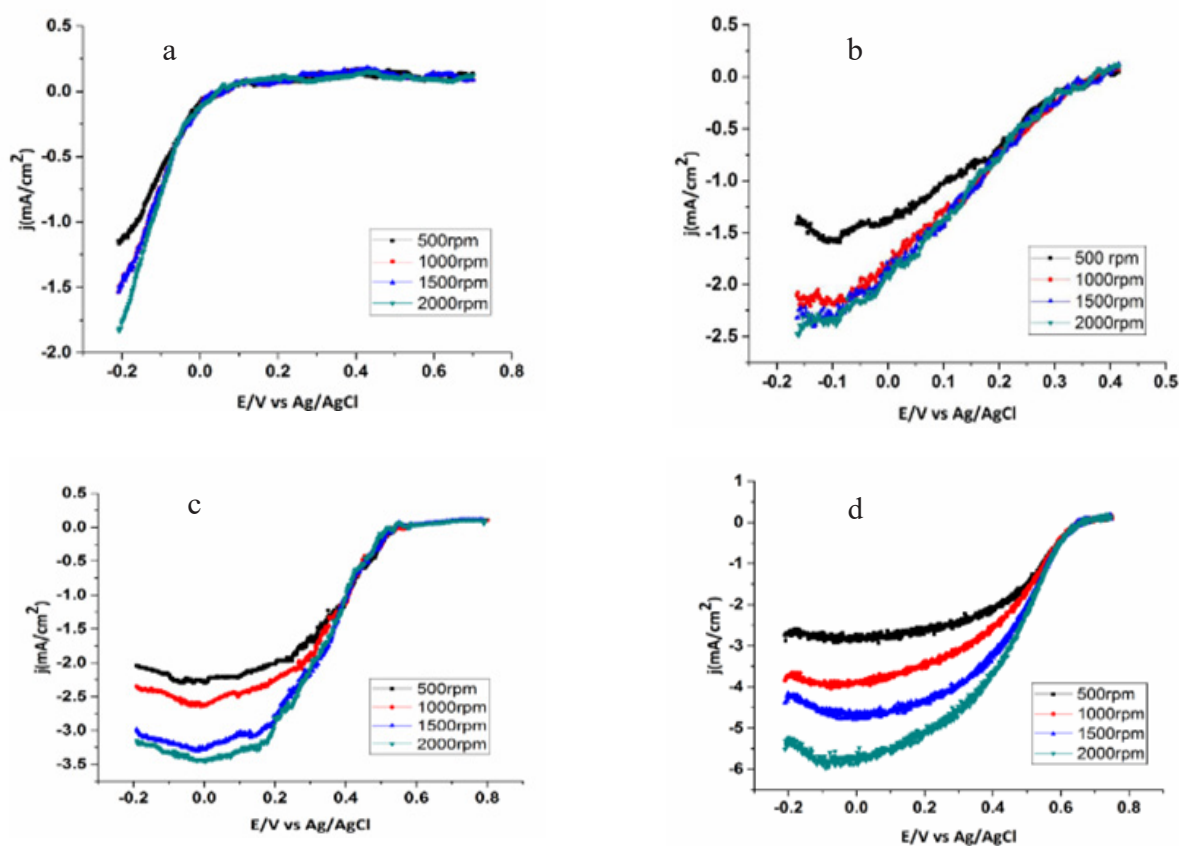 a
0.5
0.0
-0.5
-1.0
-1.5
-2.0
j(mA/cm²)
500rpm
1000rpm
1500rpm
2000rpm
-0.2 0.0 0.2 0.4 0.6 0.8
E/V vs Ag/AgCl
b
0.5
0.0
-0.5
-1.0
-1.5
-2.0
-2.5
j(mA/cm²)
500 rpm
1000rpm
1500rpm
2000rpm
-0.2 -0.1 0.0 0.1 0.2 0.3 0.4 0.5
E/V vs Ag/AgCl
c
0.5
0.0
-0.5
-1.0
-1.5
-2.0
-2.5
-3.0
-3.5
j(mA/cm²)
500rpm
1000rpm
1500rpm
2000rpm
-0.2 0.0 0.2 0.4 0.6 0.8
E/V vs Ag/AgCl
d
1
0
-1
-2
-3
-4
-5
-6
j(mA/cm²)
500rpm
1000rpm
1500rpm
2000rpm
-0.2 0.0 0.2 0.4 0.6 0.8
E/V vs Ag/AgCl